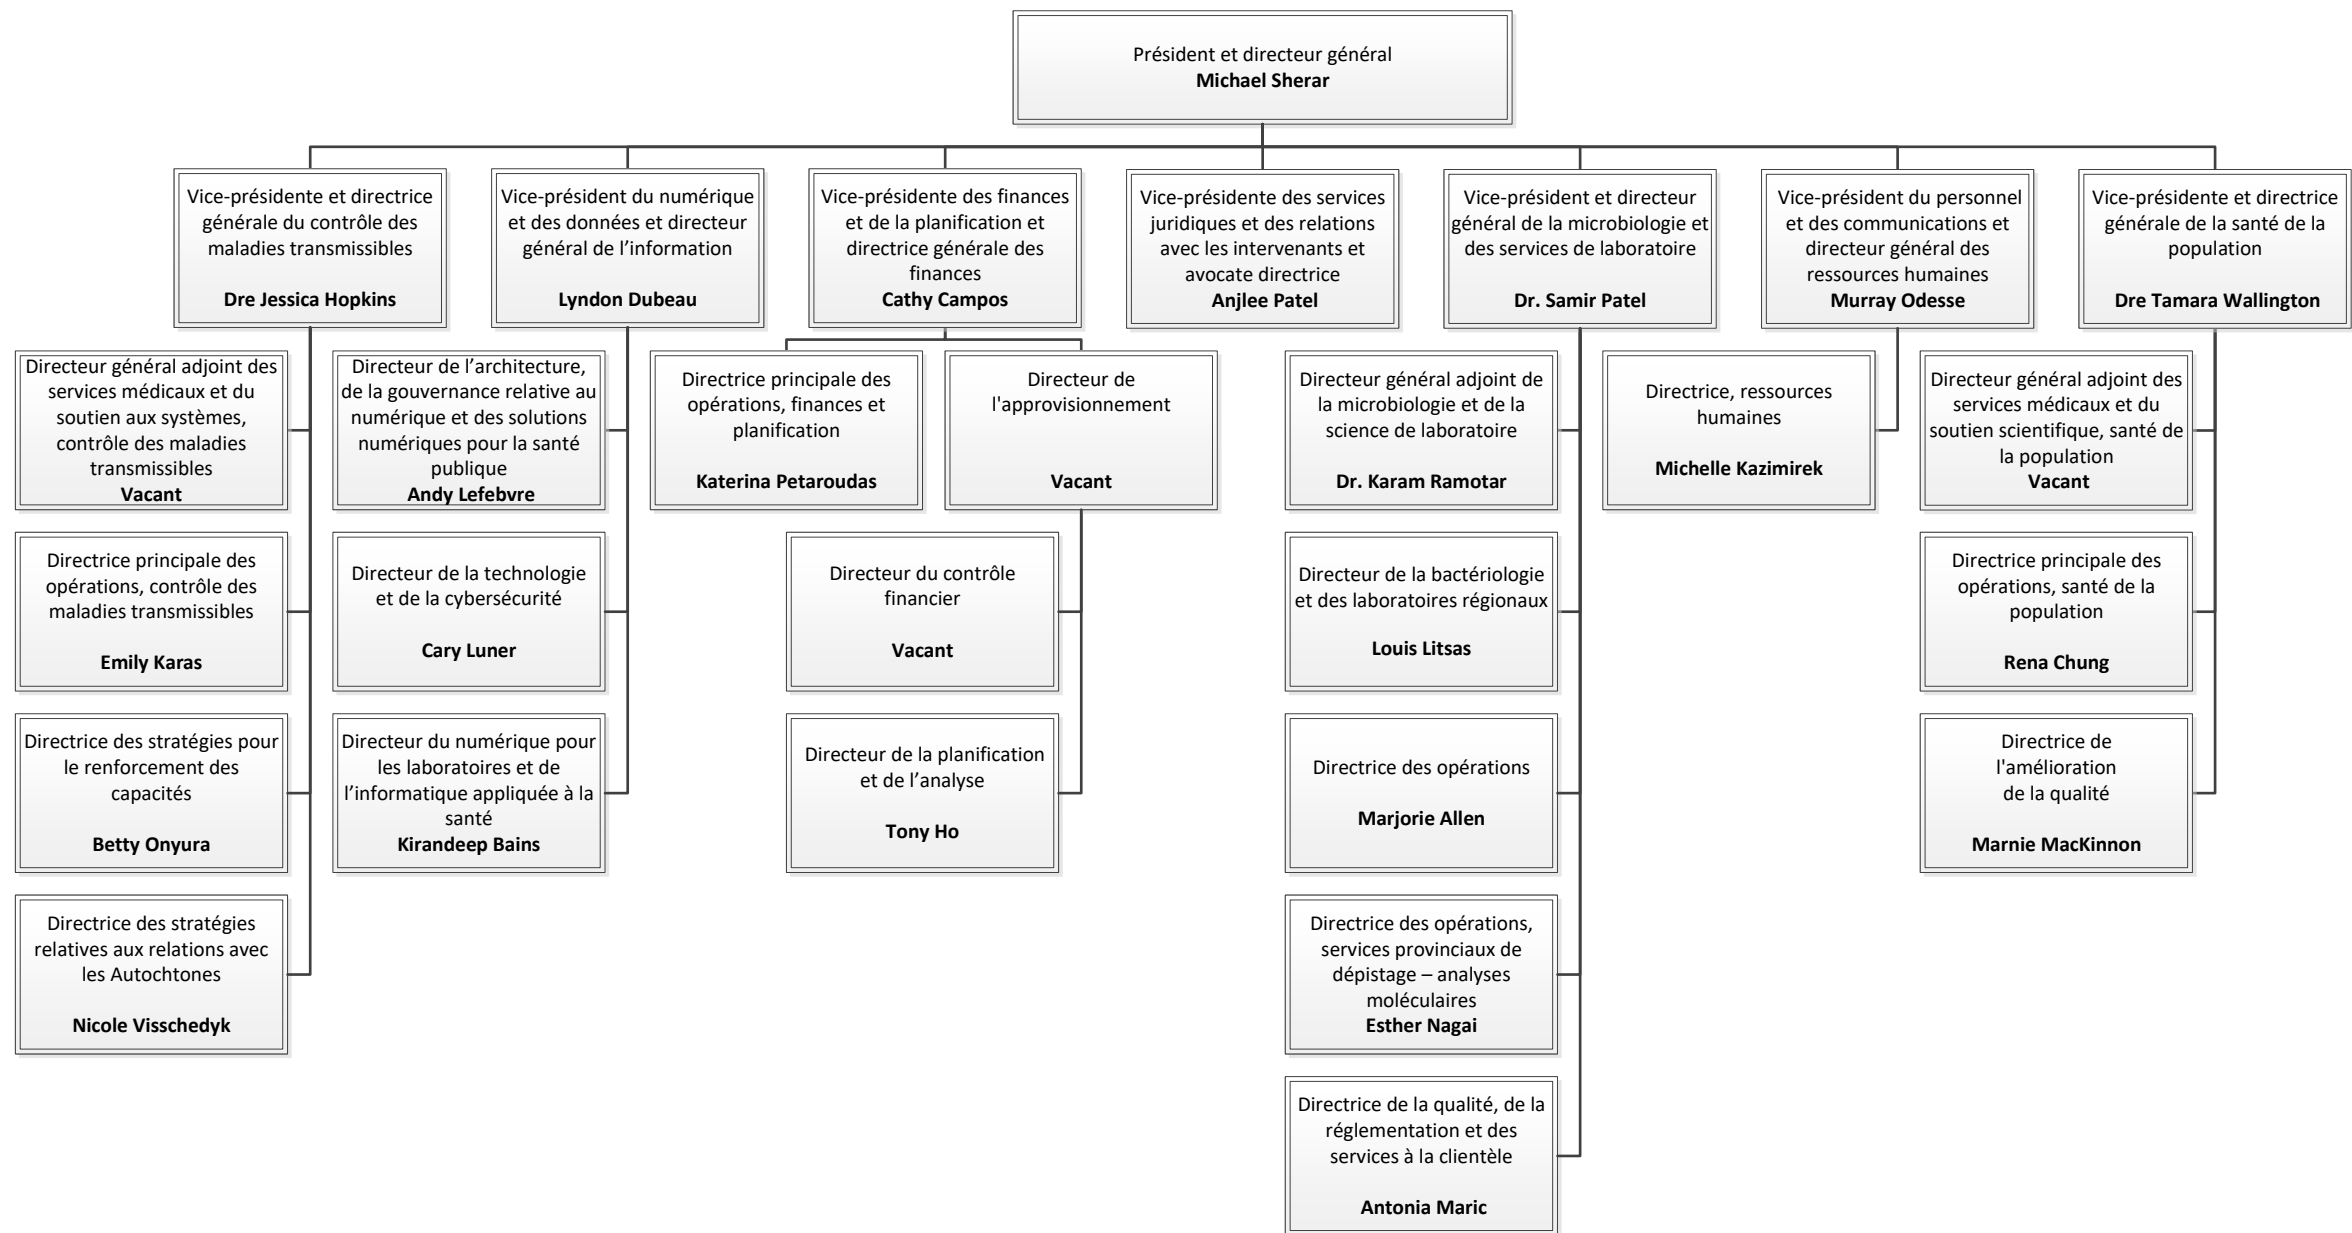 Président et directeur général
Michael Sherar
Vice-présidente et directrice
générale du contrôle des
maladies transmissibles
Dre Jessica Hopkins
Vice-président du numérique
et des données et directeur
général de l’information
Lyndon Dubeau
Vice-présidente des finances
et de la planification et
directrice générale des
finances
Cathy Campos
Vice-présidente des services
juridiques et des relations
avec les intervenants et
avocate directrice
Anjlee Patel
Vice-président et directeur
général de la microbiologie et
des services de laboratoire
Dr. Samir Patel
Vice-président du personnel
et des communications et
directeur général des
ressources humaines
Murray Odesse
Vice-présidente et directrice
générale de la santé de la
population
Dre Tamara Wallington
Directeur général adjoint des
services médicaux et du
soutien aux systèmes,
contrôle des maladies
transmissibles
Vacant
Directeur de l’architecture,
de la gouvernance relative au
numérique et des solutions
numériques pour la santé
publique
Andy Lefebvre
Directrice principale des
opérations, finances et
planification
Katerina Petaroudas
Directeur de
l'approvisionnement
Vacant
Directeur général adjoint de
la microbiologie et de la
science de laboratoire
Dr. Karam Ramotar
Directrice, ressources
humaines
Michelle Kazimirek
Directeur général adjoint des
services médicaux et du
soutien scientifique, santé de
la population
Vacant
Directrice principale des
opérations, contrôle des
maladies transmissibles
Emily Karas
Directeur de la technologie
et de la cybersécurité
Cary Luner
Directeur du contrôle
financier
Vacant
Directeur de la bactériologie
et des laboratoires régionaux
Louis Litsas
Directrice principale des
opérations, santé de la
population
Rena Chung
Directrice des stratégies pour
le renforcement des
capacités
Betty Onyura
Directeur du numérique pour
les laboratoires et de
l’informatique appliquée à la
santé
Kirandeep Bains
Directeur de la planification
et de l’analyse
Tony Ho
Directrice des opérations
Marjorie Allen
Directrice de
l'amélioration
de la qualité
Marnie MacKinnon
Directrice des stratégies
relatives aux relations avec
les Autochtones
Nicole Visschedyk
Directrice des opérations,
services provinciaux de
dépistage – analyses
moléculaires
Esther Nagai
Directrice de la qualité, de la
réglementation et des
services à la clientèle
Antonia Maric